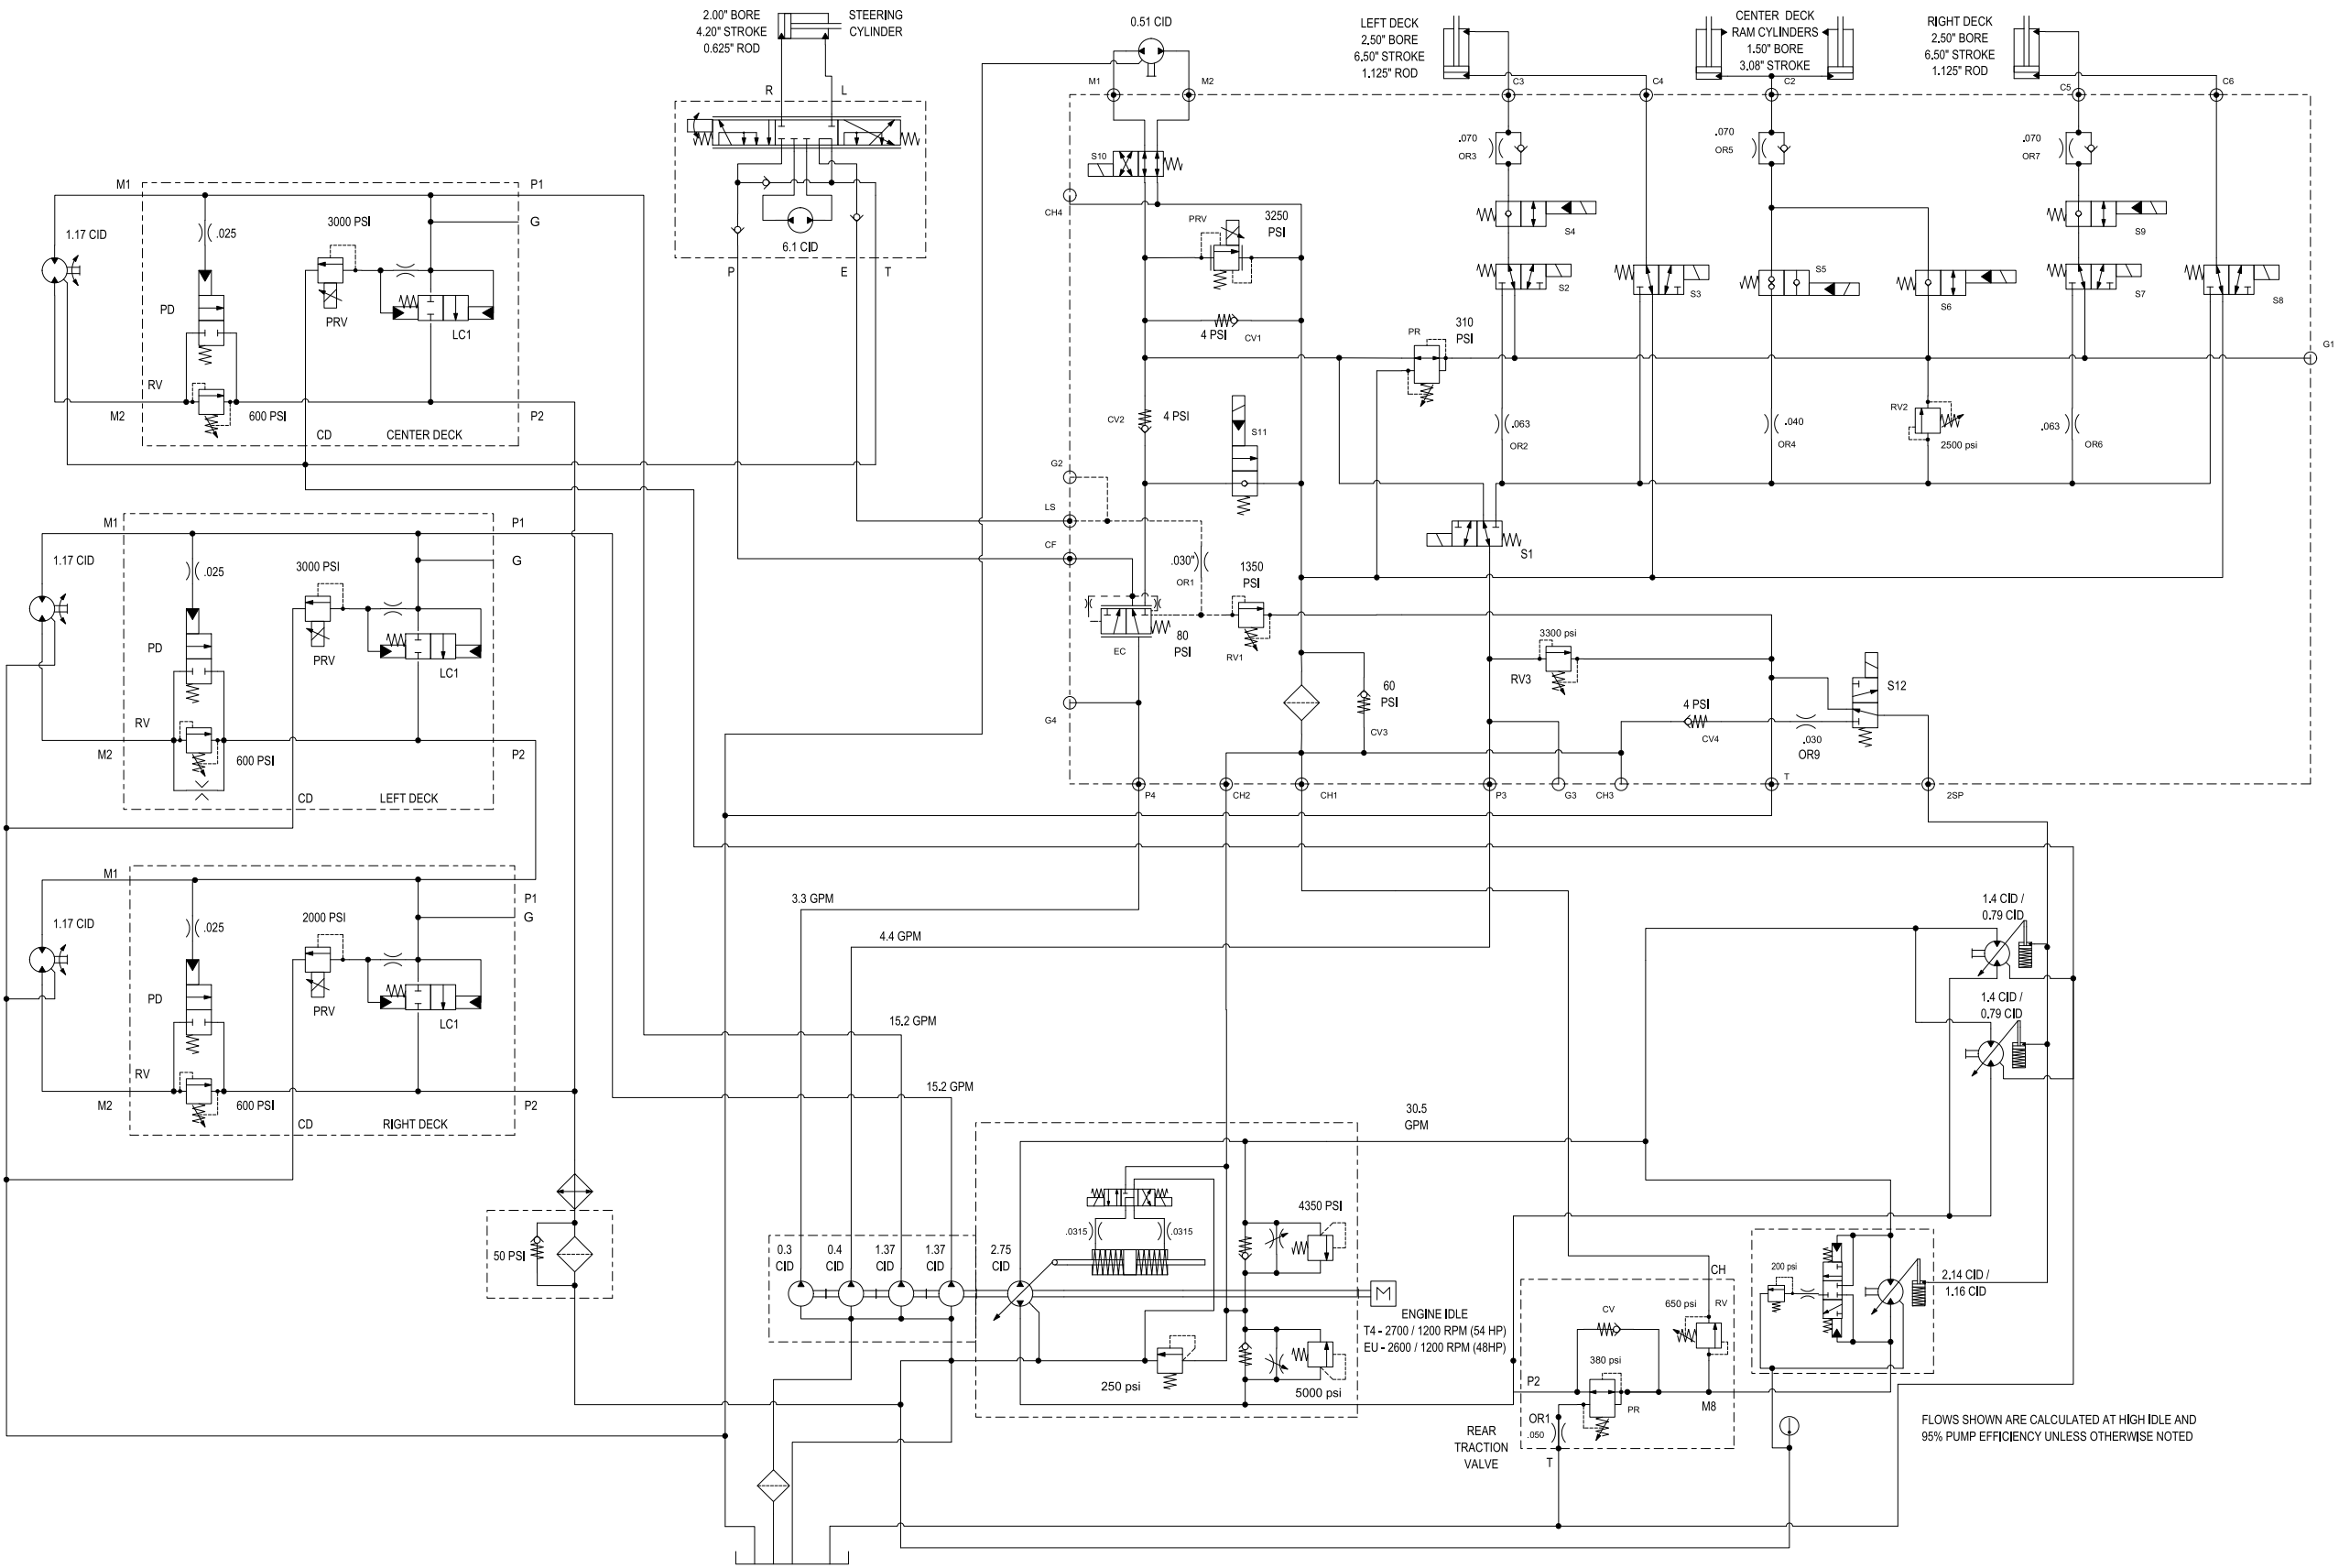 2.00" BORE
4.20" STROKE
0.625" ROD
STEERING
CYLINDER
R
L
P
E
T
6.1 CID
0.51 CID
M1
M2
LEFT DECK
2.50" BORE
6.50" STROKE
1.125" ROD
CENTER DECK
RAM CYLINDERS
1.50" BORE
3.08" STROKE
RIGHT DECK
2.50" BORE
6.50" STROKE
1.125" ROD
C3
C4
C2
C5
C6
.070
OR3
.070
OR5
.070
OR7
S10
CH4
PRV
3250
PSI
S4
S9
S2
S3
S5
S6
S7
S8
4 PSI
CV1
PR
310
PSI
G1
CV2
4 PSI
S11
.063
OR2
.040
OR4
RV2
2500 psi
.063
OR6
G2
LS
CF
.030"
OR1
1350
PSI
S1
80
PSI
EC
RV1
3300 psi
RV3
S12
60
PSI
CV3
4 PSI
CV4
.030
OR9
G4
P4
CH2
CH1
P3
G3
CH3
T
2SP
M1
P1
G
1.17 CID
.025
3000 PSI
PD
PRV
LC1
RV
M2
600 PSI
P2
CD
CENTER DECK
M1
P1
G
1.17 CID
.025
3000 PSI
PD
PRV
LC1
RV
M2
600 PSI
P2
CD
LEFT DECK
M1
P1
G
1.17 CID
.025
2000 PSI
PD
PRV
LC1
RV
M2
600 PSI
P2
CD
RIGHT DECK
50 PSI
3.3 GPM
4.4 GPM
15.2 GPM
15.2 GPM
30.5
GPM
0.3
CID
0.4
CID
1.37
CID
1.37
CID
2.75
CID
.0315
.0315
4350 PSI
5000 psi
250 psi
M
ENGINE IDLE
T4 - 2700 / 1200 RPM (54 HP)
EU - 2600 / 1200 RPM (48HP)
1.4 CID /
0.79 CID
1.4 CID /
0.79 CID
200 psi
2.14 CID /
1.16 CID
CH
650 psi
RV
CV
380 psi
P2
PR
M8
OR1
.050
T
REAR
TRACTION
VALVE
FLOWS SHOWN ARE CALCULATED AT HIGH IDLE AND
95% PUMP EFFICIENCY UNLESS OTHERWISE NOTED